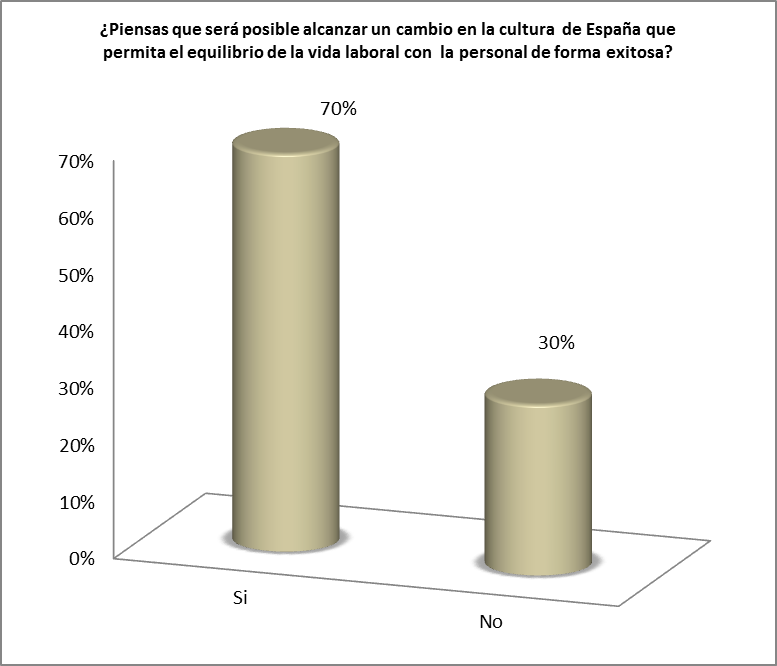 ¿Piensas que será posible alcanzar un cambio en la cultura de España que
permita el equilibrio de la vida laboral con la personal de forma exitosa?
70%
70%
60%
50%
40%
30%
30%
20%
10%
0%
Si
No